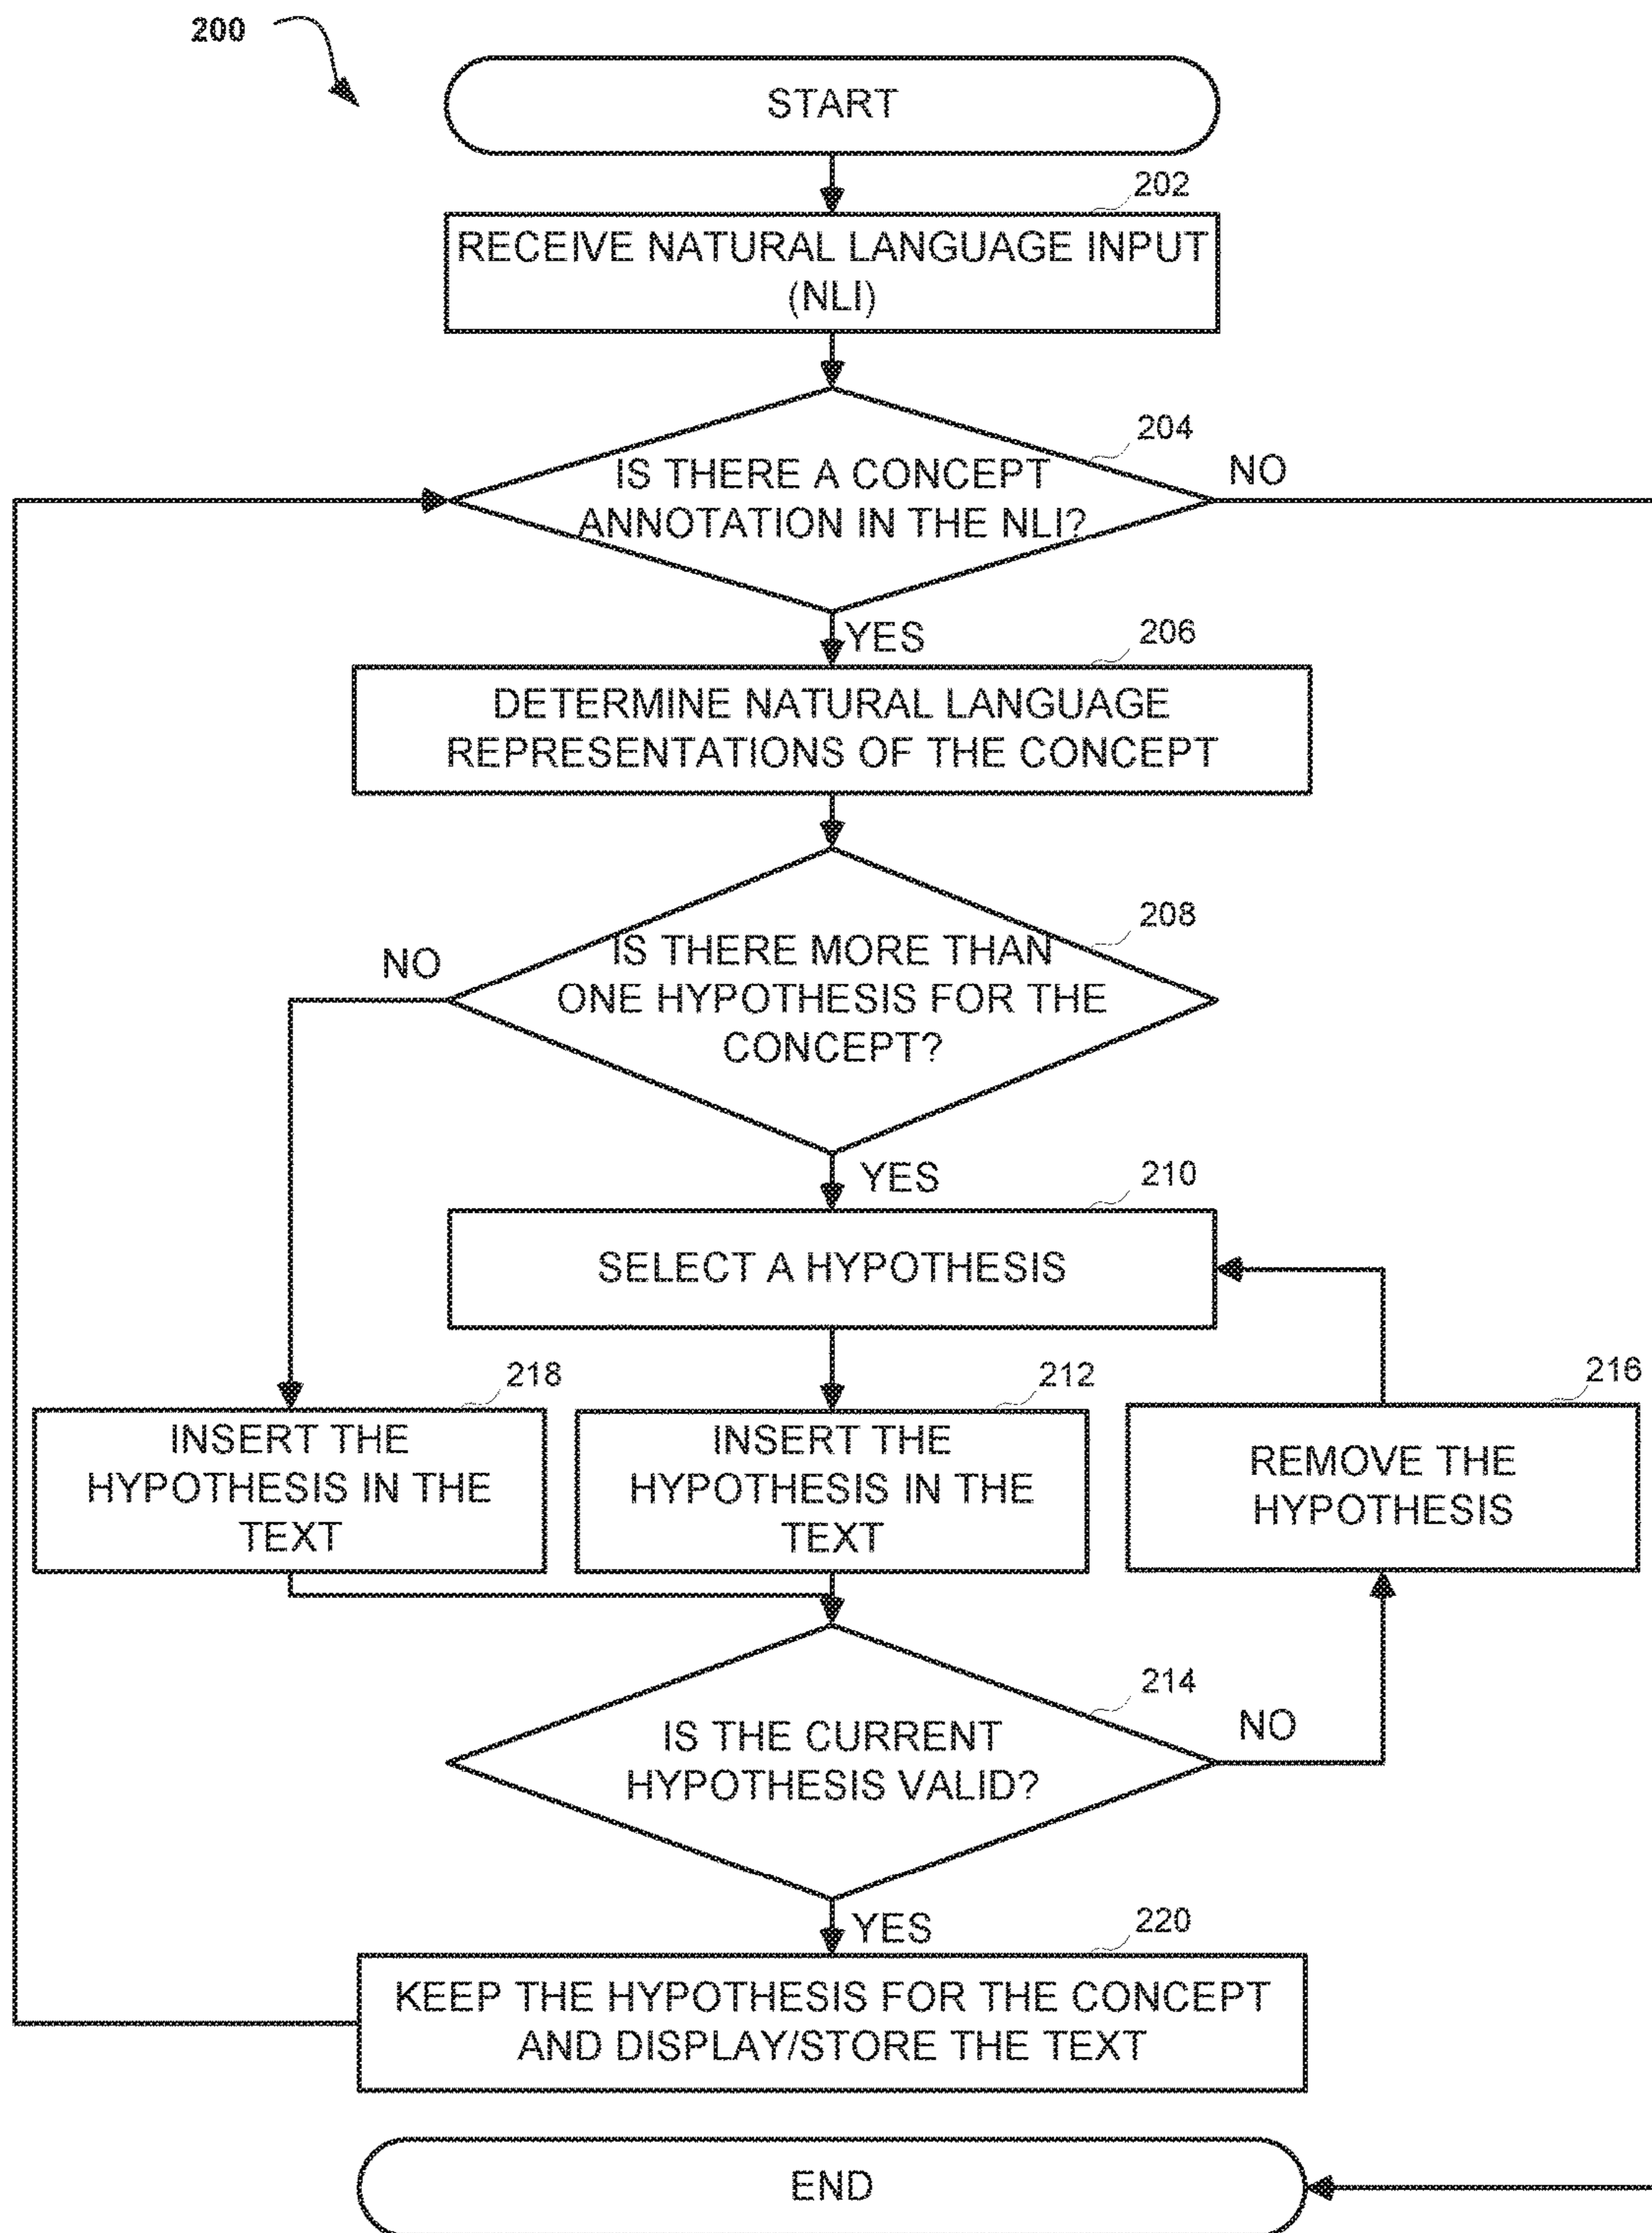 200
START
202
RECEIVE NATURAL LANGUAGE INPUT
(NLI)
204
IS THERE A CONCEPT
ANNOTATION IN THE NLI?
NO
YES
206
DETERMINE NATURAL LANGUAGE
REPRESENTATIONS OF THE CONCEPT
208
IS THERE MORE THAN
ONE HYPOTHESIS FOR THE
CONCEPT?
NO
YES
210
SELECT A HYPOTHESIS
218
INSERT THE
HYPOTHESIS IN THE
TEXT
212
INSERT THE
HYPOTHESIS IN THE
TEXT
216
REMOVE THE
HYPOTHESIS
214
IS THE CURRENT
HYPOTHESIS VALID?
NO
YES
220
KEEP THE HYPOTHESIS FOR THE CONCEPT
AND DISPLAY/STORE THE TEXT
END